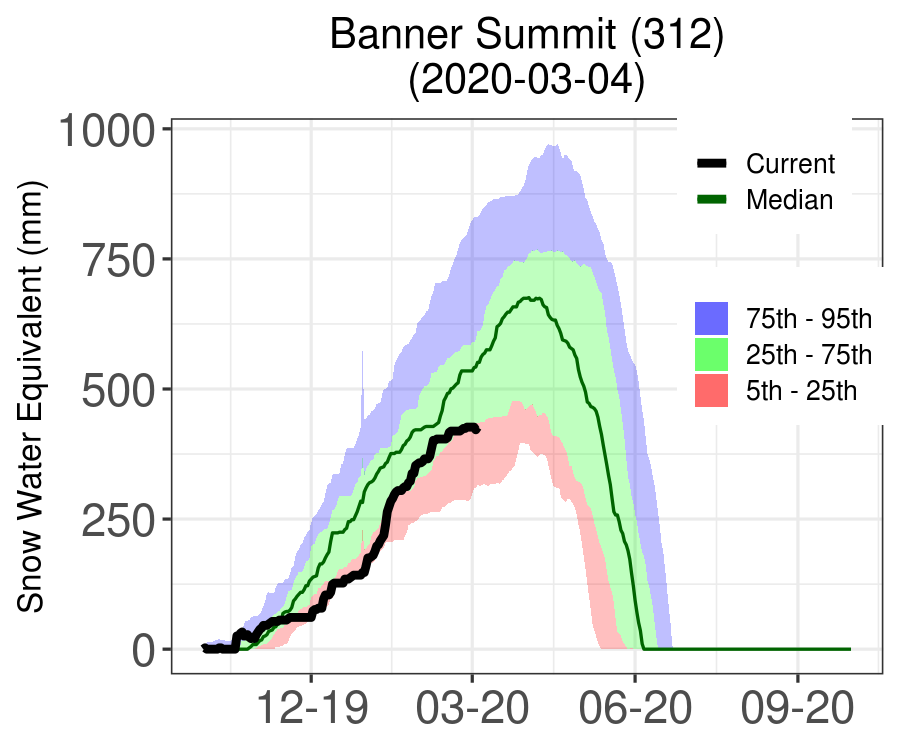 Banner Summit (312)
(2020-03-04)
Snow Water Equivalent (mm)
1000
750
500
250
0
12-19
03-20
06-20
09-20
Current
Median
75th - 95th
25th - 75th
5th - 25th